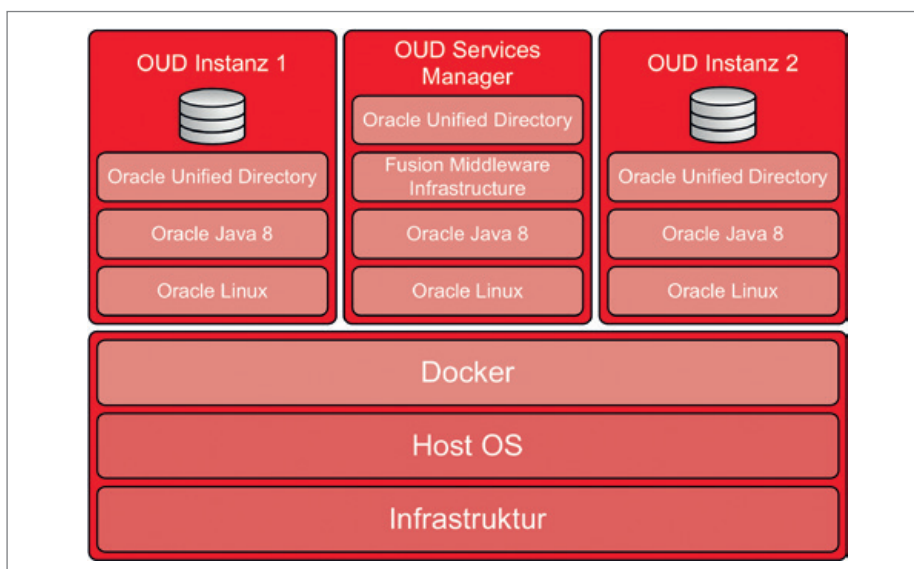 OUD Instanz 1
Oracle Unified Directory
Oracle Java 8
Oracle Linux
OUD Services
Manager
Oracle Unified Directory
Fusion Middleware
Infrastructure
Oracle Java 8
Oracle Linux
OUD Instanz 2
Oracle Unified Directory
Oracle Java 8
Oracle Linux
Docker
Host OS
Infrastruktur